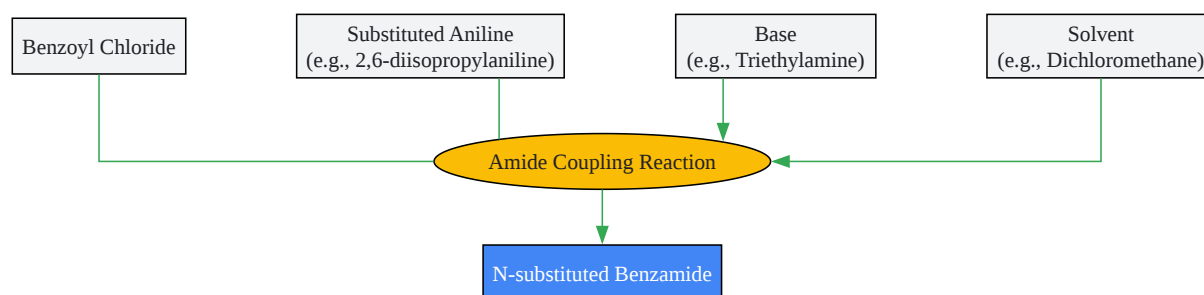 Benzoyl Chloride
Substituted Aniline
(e.g., 2,6-diisopropylaniline)
Base
(e.g., Triethylamine)
Solvent
(e.g., Dichloromethane)
Amide Coupling Reaction
N-substituted Benzamide